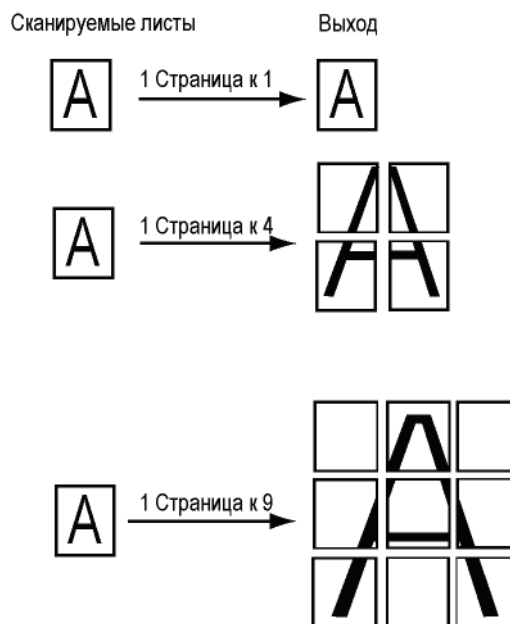 Сканируемые листы Выход
А 1 Страница к 1 А
А 1 Страница к 4 А
А 1 Страница к 9 А